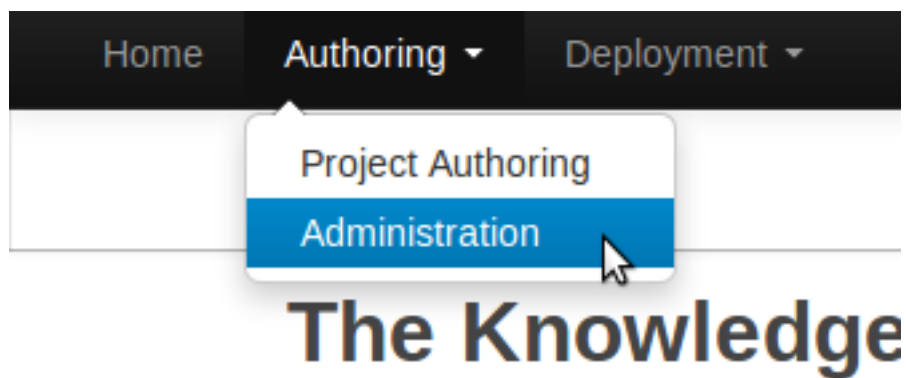 Home Authoring Deployment
Project Authoring
Administration
The Knowledge